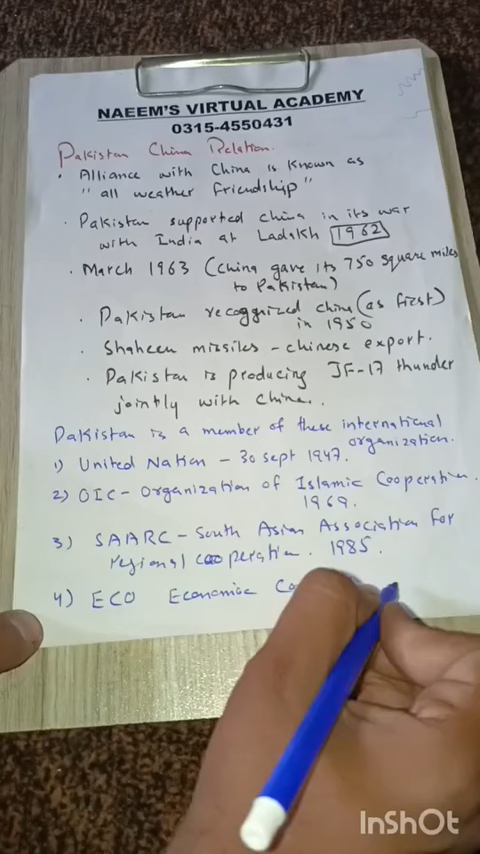 NAEEM'S VIRTUAL ACADEMY
0315-4550431
Pakistan China Relation.
• Alliance with China is known as
"all weather friendship"
• Pakistan supported china in its war
with India at Ladakh 1962
• March 1963 (China gave its 750 square miles
to Pakistan)
• Pakistan recognized china (as first)
in 1950
• Shaheen missiles - chinese export.
• Pakistan is producing JF-17 thunder
jointly with China.
Pakistan is a member of these international
organization.
1) United Nation - 30 sept 1947.
2) OIC - Organization of Islamic Cooperation.
1969.
3) SAARC - South Asian Association for
regional cooperation. 1985.
4) ECO Economic Co
InShOt